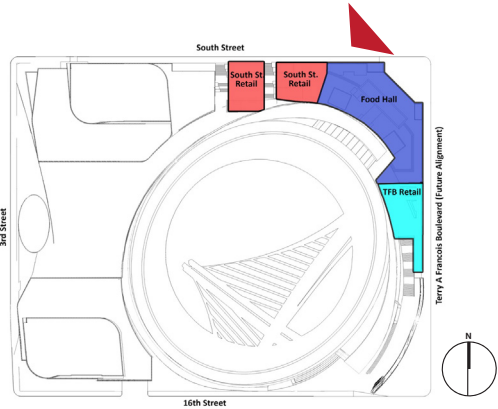 South Street
South St.
Retail
South St.
Retail
Food Hall
TFB Retail
3rd Street
Terry A Francois Boulevard (Future Alignment)
N
16th Street